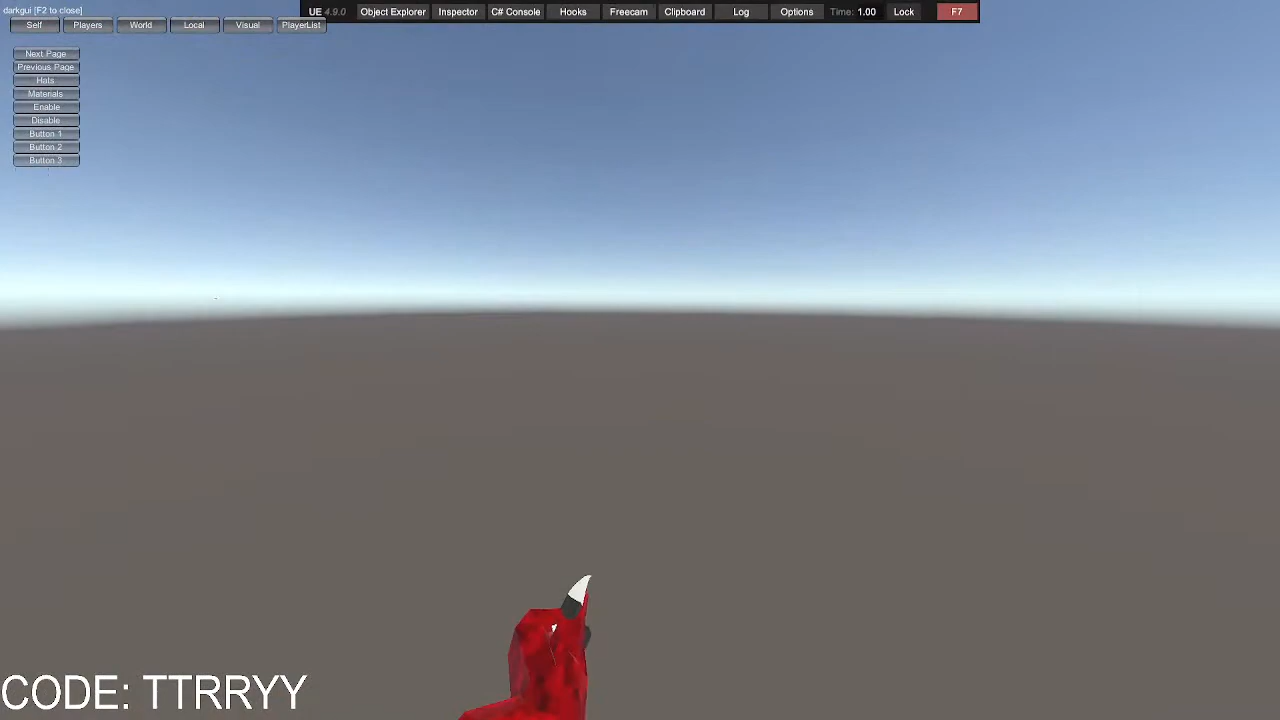 darkgui [F2 to close]
UE 4.9.0 Object Explorer Inspector C# Console Hooks Freecam Clipboard Log Options Time: 1.00 Lock F7
Self Players World Local Visual PlayerList
Next Page
Previous Page
Hats
Materials
Enable
Disable
Button 1
Button 2
Button 3
CODE: TTRRYY